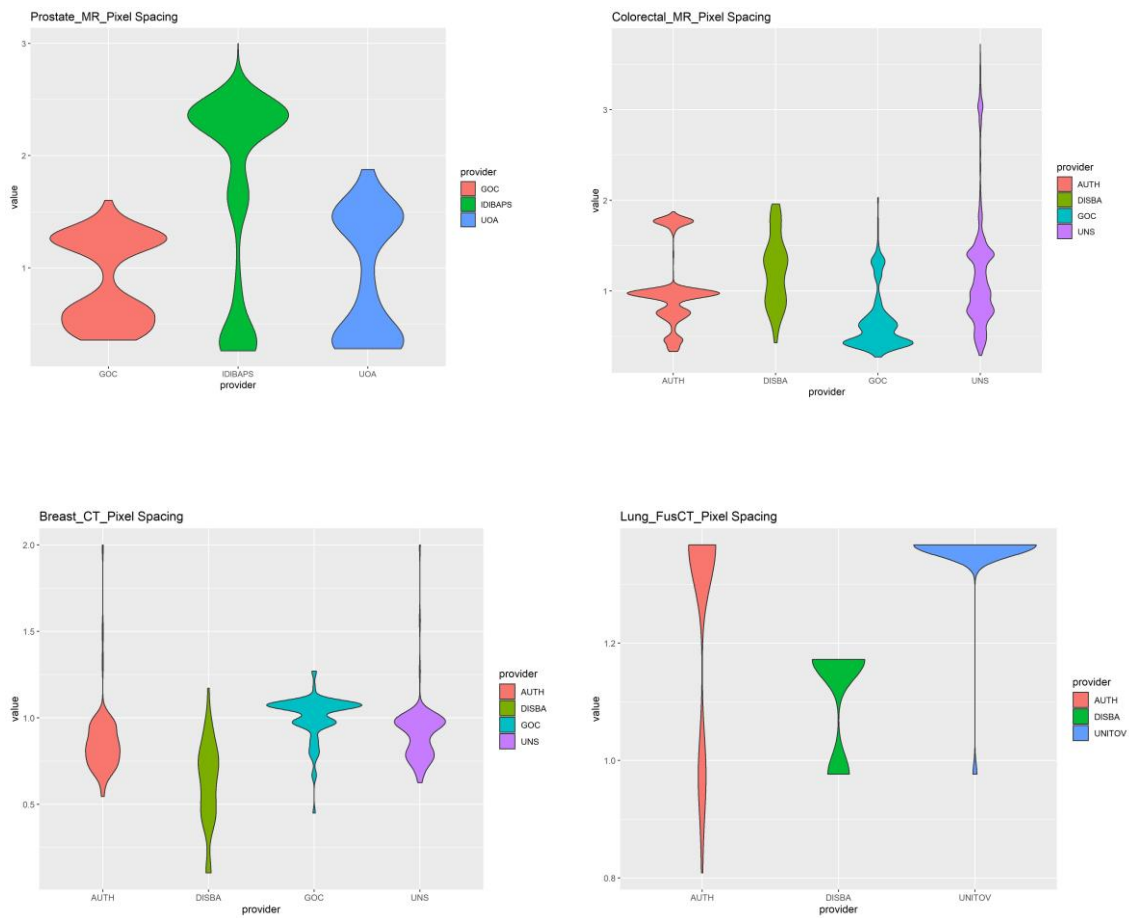 Prostate_MR_Pixel Spacing
3
2
1
value
GOC
IDIBAPS
UOA
provider
provider
GOC
IDIBAPS
UOA
Colorectal_MR_Pixel Spacing
3
2
1
value
AUTH
DISBA
GOC
UNS
provider
provider
AUTH
DISBA
GOC
UNS
Breast_CT_Pixel Spacing
2.0
1.5
1.0
0.5
value
AUTH
DISBA
GOC
UNS
provider
provider
AUTH
DISBA
GOC
UNS
Lung_FusCT_Pixel Spacing
1.2
1.0
0.8
value
AUTH
DISBA
UNITOV
provider
provider
AUTH
DISBA
UNITOV